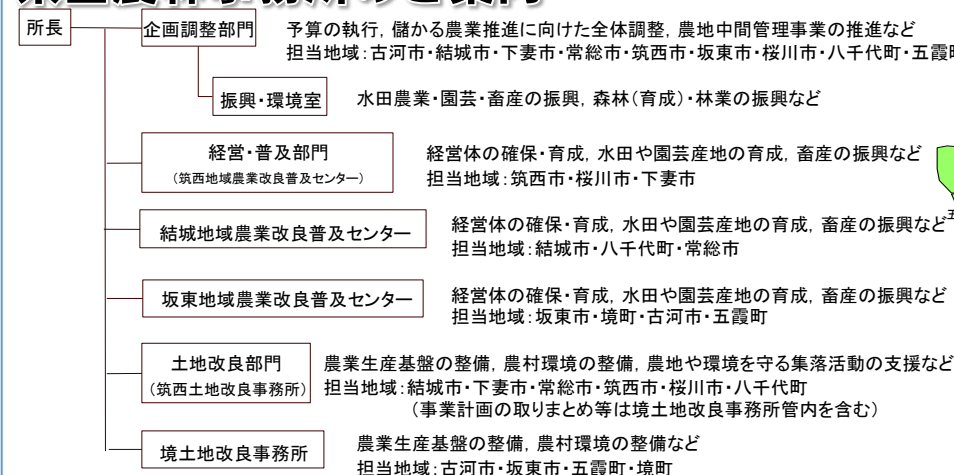 所長
企画調整部門
予算の執行，儲かる農業推進に向けた全体調整，農地中間管理事業の推進など
担当地域：古河市・結城市・下妻市・常総市・筑西市・坂東市・桜川市・八千代町・五霞
振興・環境室
水田農業・園芸・畜産の振興，森林（育成）・林業の振興など
経営・普及部門
（筑西地域農業改良普及センター）
経営体の確保・育成，水田や園芸産地の育成，畜産の振興など
担当地域：筑西市・桜川市・下妻市
結城地域農業改良普及センター
経営体の確保・育成，水田や園芸産地の育成，畜産の振興など
担当地域：結城市・八千代町・常総市
坂東地域農業改良普及センター
経営体の確保・育成，水田や園芸産地の育成，畜産の振興など
担当地域：坂東市・境町・古河市・五霞町
土地改良部門
（筑西土地改良事務所）
農業生産基盤の整備，農村環境の整備，農地や環境を守る集落活動の支援など
担当地域：結城市・下妻市・常総市・筑西市・桜川市・八千代町
（事業計画の取りまとめ等は境土地改良事務所管内を含む）
境土地改良事務所
農業生産基盤の整備，農村環境の整備など
担当地域：古河市・坂東市・五霞町・境町